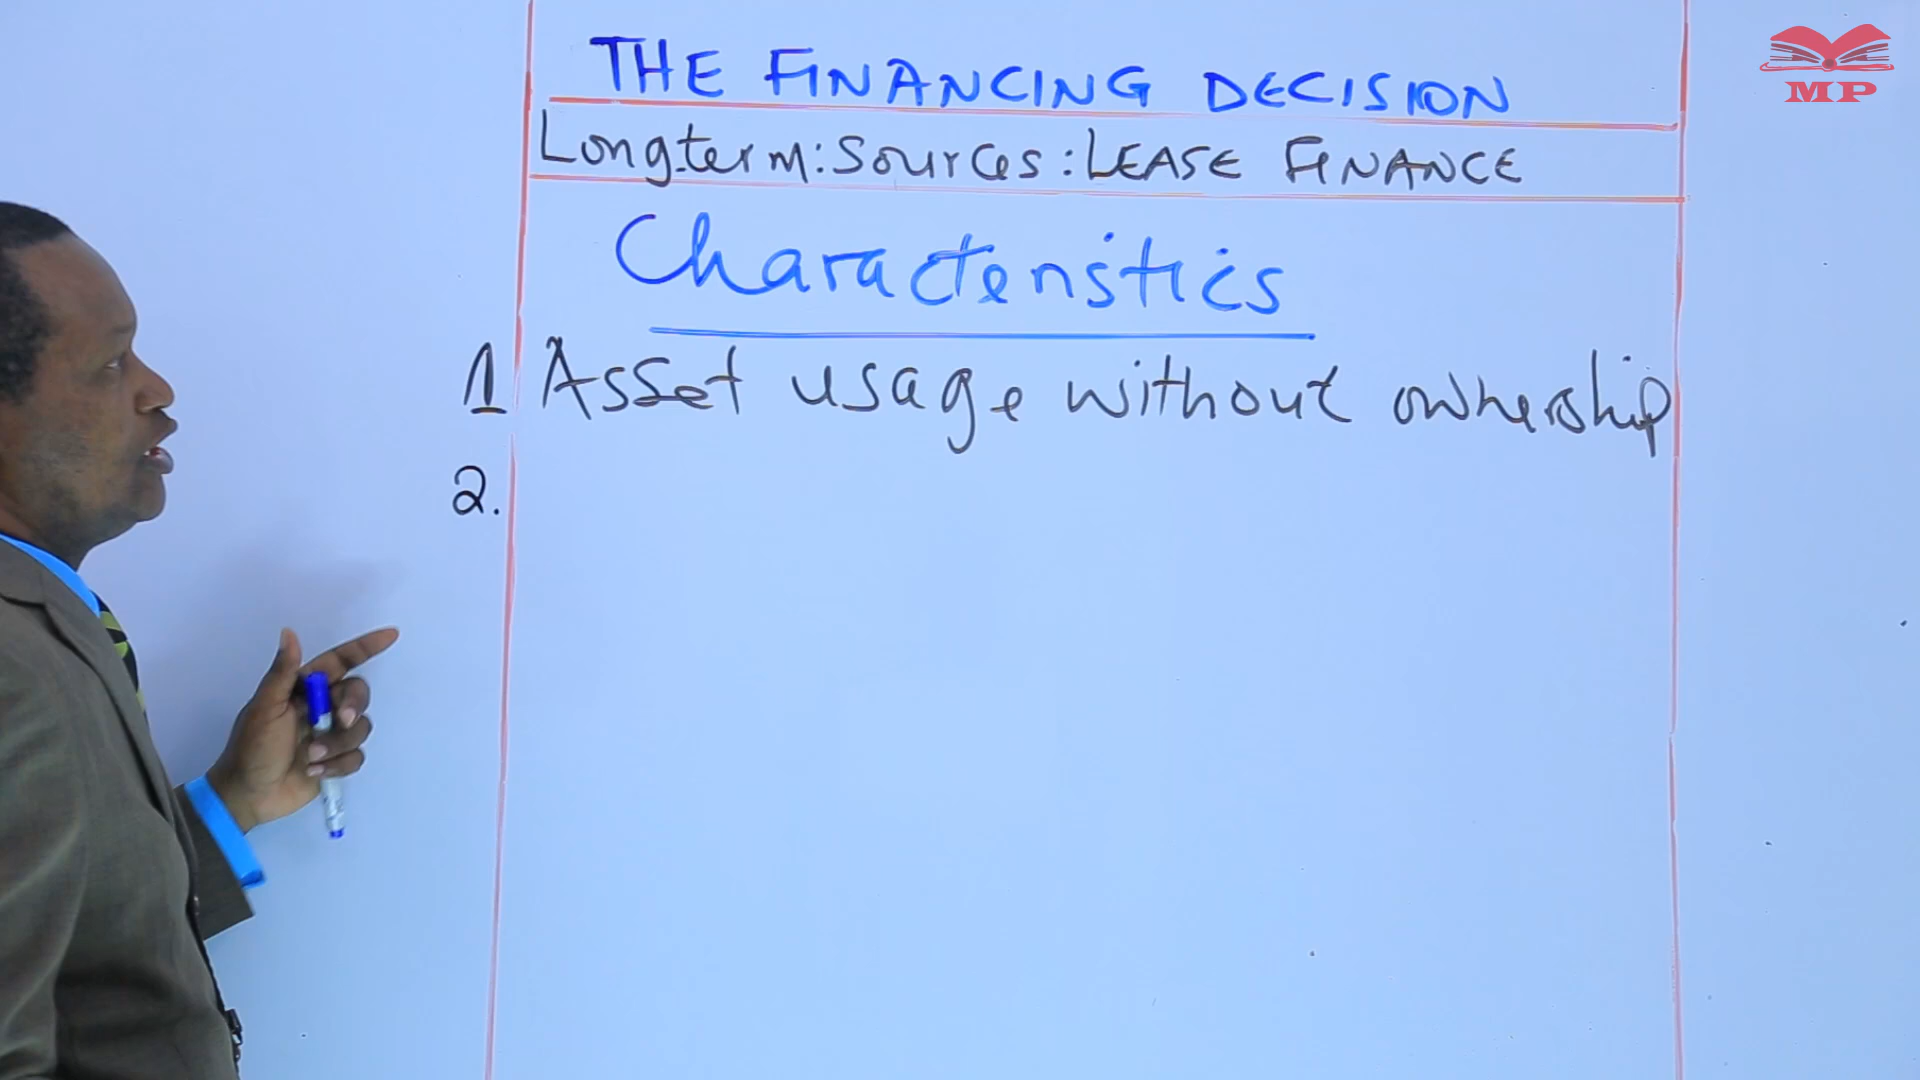 THE FINANCING DECISION
Longterm: Sources: LEASE FINANCE
Characteristics
1 Asset usage without ownership
2.
MP